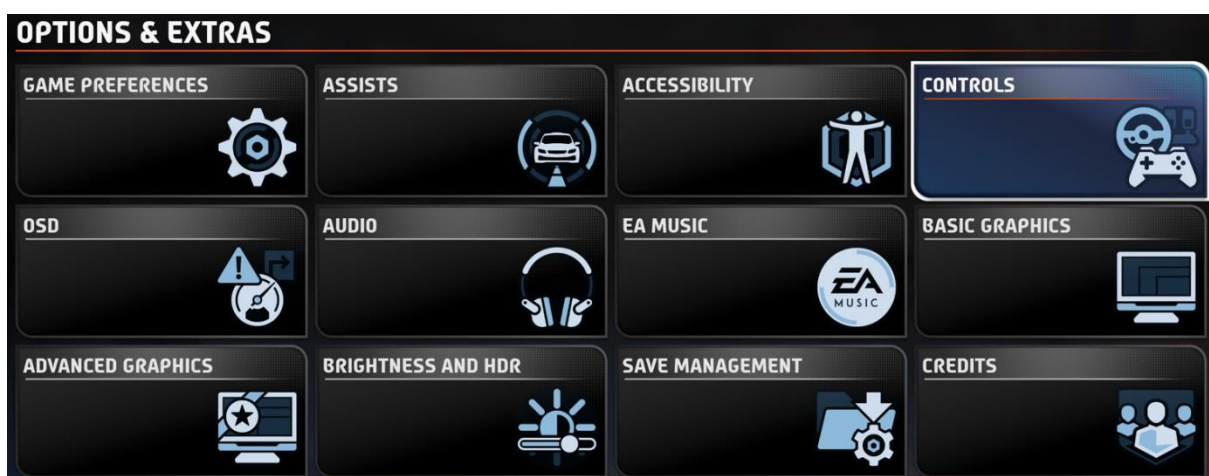 OPTIONS & EXTRAS
GAME PREFERENCES
ASSISTS
ACCESSIBILITY
CONTROLS
OSD
AUDIO
EA MUSIC
EA
MUSIC
BASIC GRAPHICS
ADVANCED GRAPHICS
BRIGHTNESS AND HDR
SAVE MANAGEMENT
CREDITS